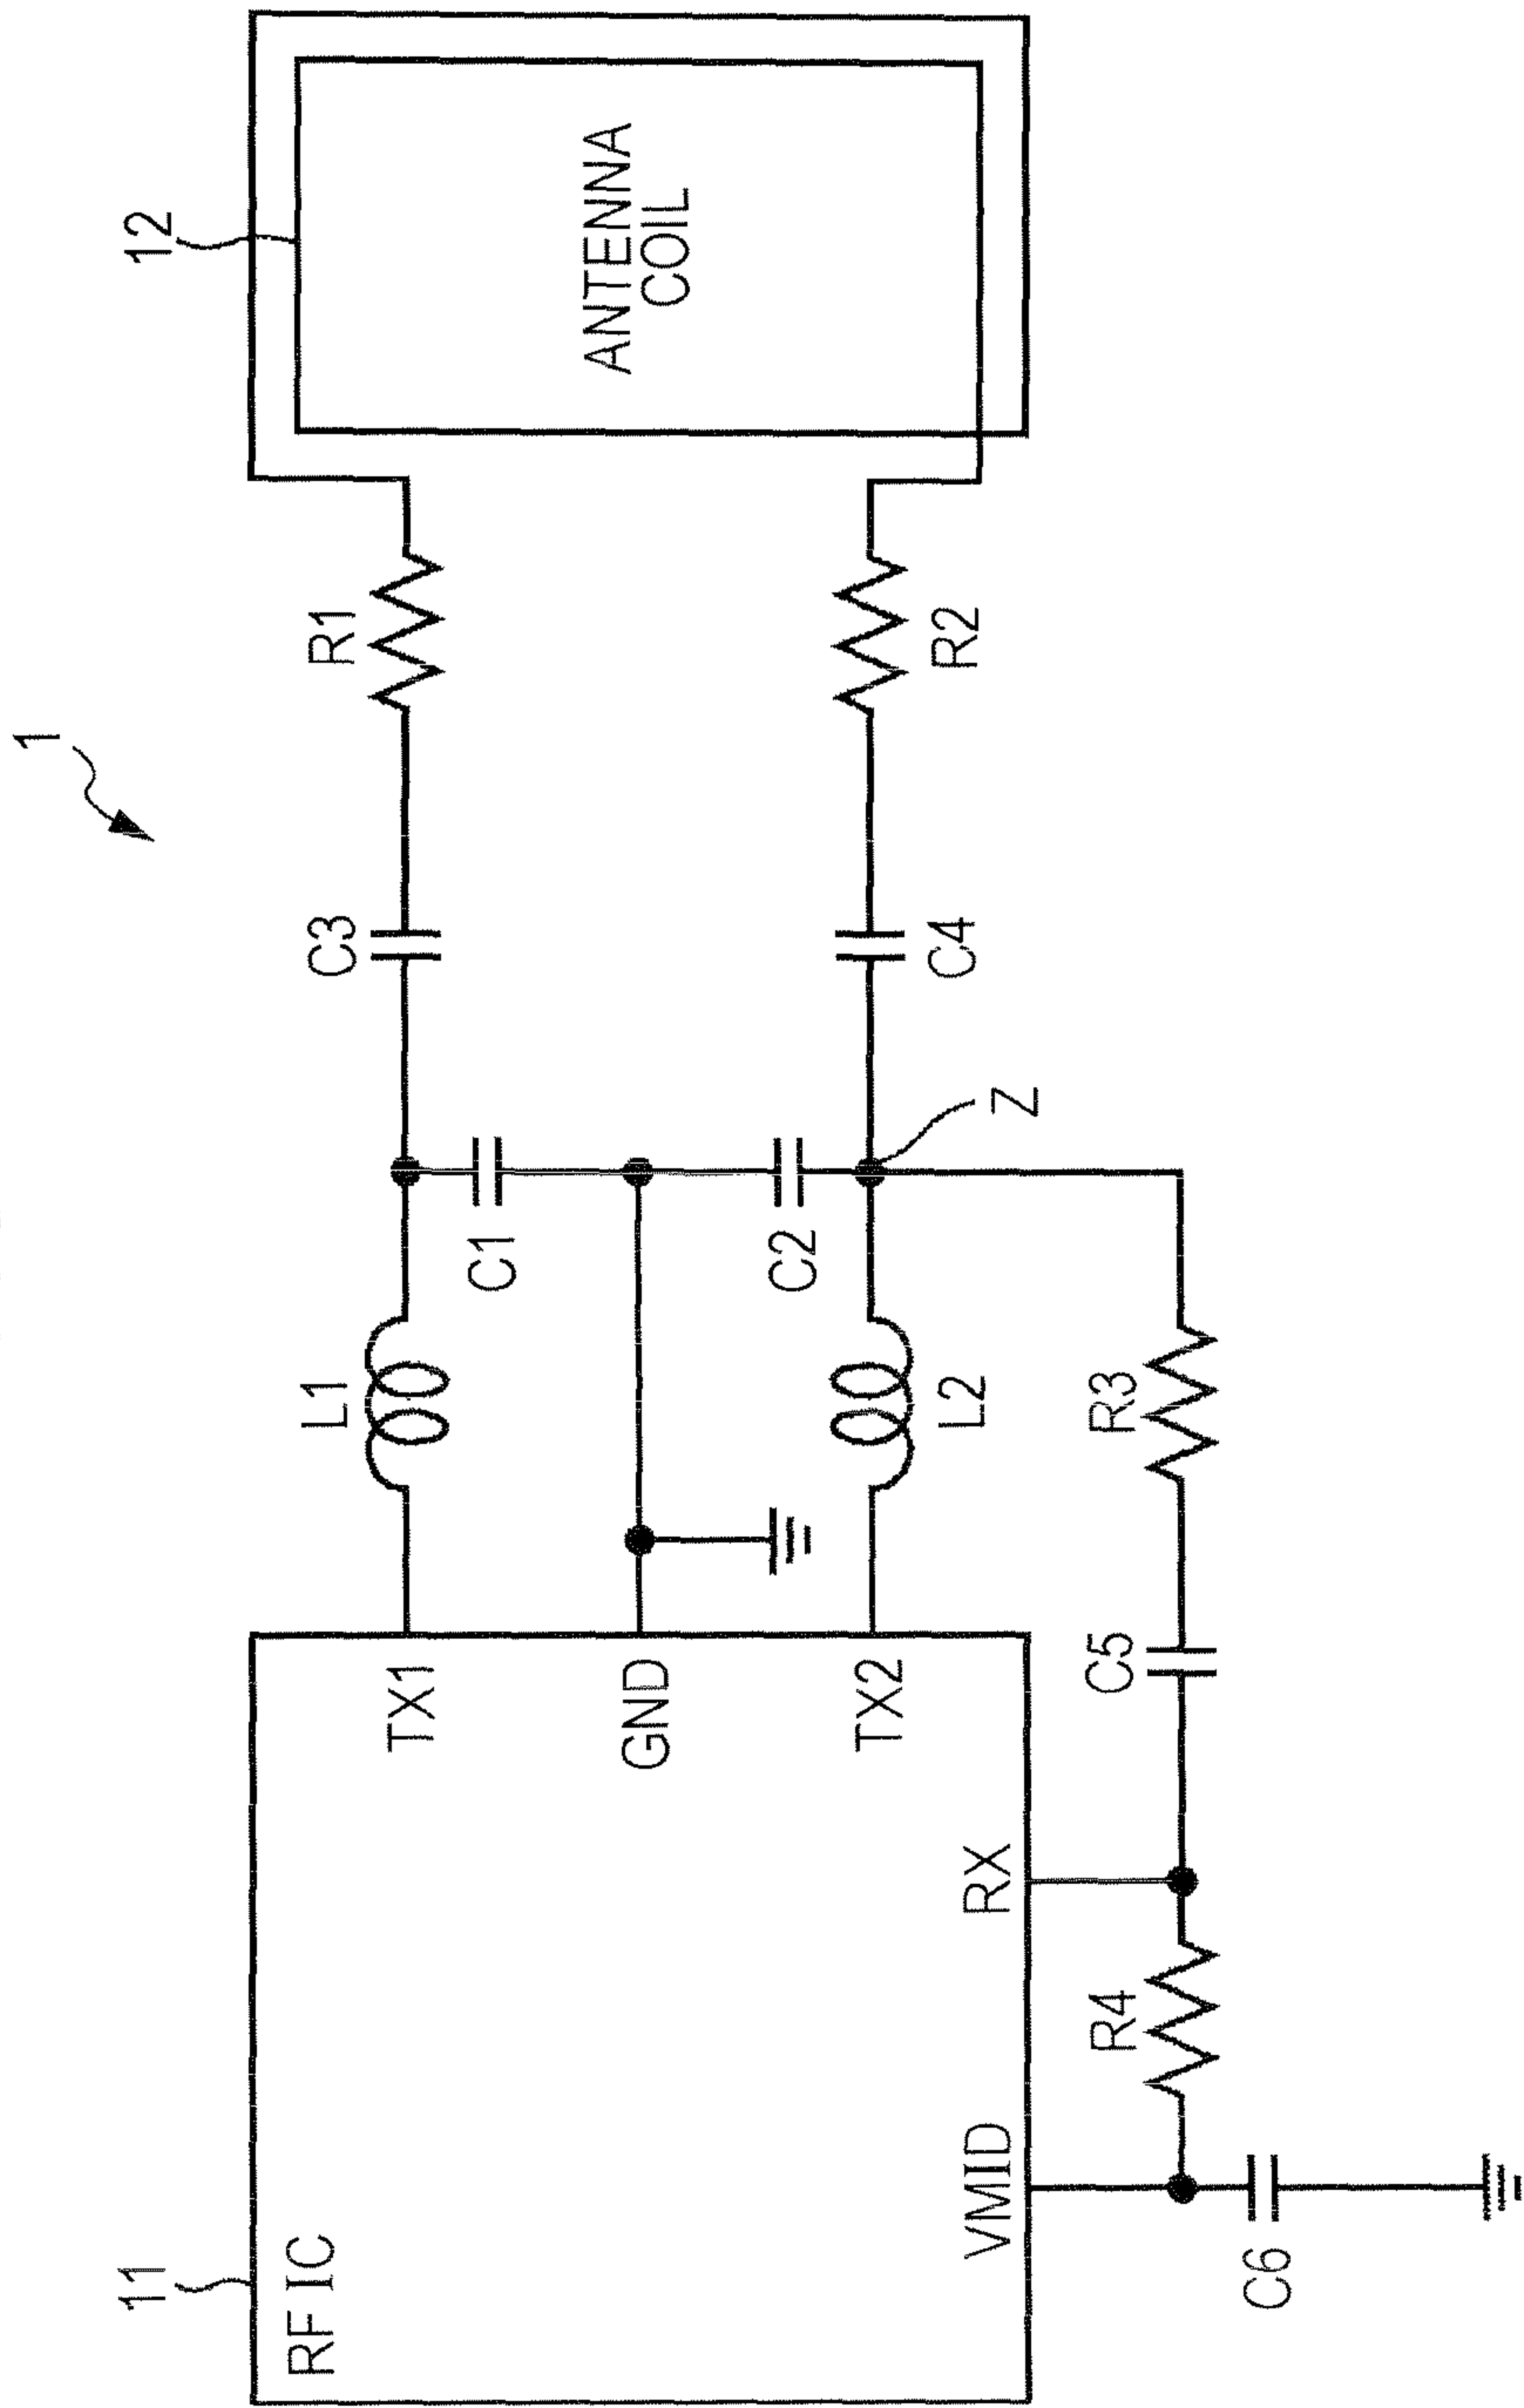 1
11
RF IC
TX1
GND
TX2
RX
VMID
L1
L2
C1
C2
Z
C3
C4
R1
R2
12
ANTENNA
COIL
R3
C5
R4
C6